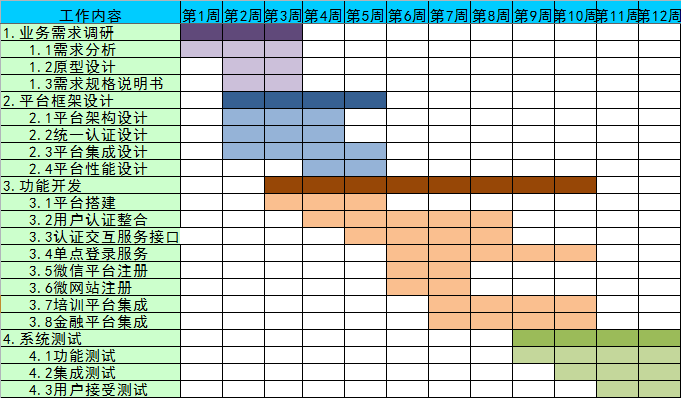 工作内容 第1周 第2周 第3周 第4周 第5周 第6周 第7周 第8周 第9周 第10周 第11周 第12周
1.业务需求调研
1.1需求分析
1.2原型设计
1.3需求规格说明书
2.平台框架设计
2.1平台架构设计
2.2统一认证设计
2.3平台集成设计
2.4平台性能设计
3.功能开发
3.1平台搭建
3.2用户认证整合
3.3认证交互服务接口
3.4单点登录服务
3.5微信平台注册
3.6微网站注册
3.7培训平台集成
3.8金融平台集成
4.系统测试
4.1功能测试
4.2集成测试
4.3用户接受测试